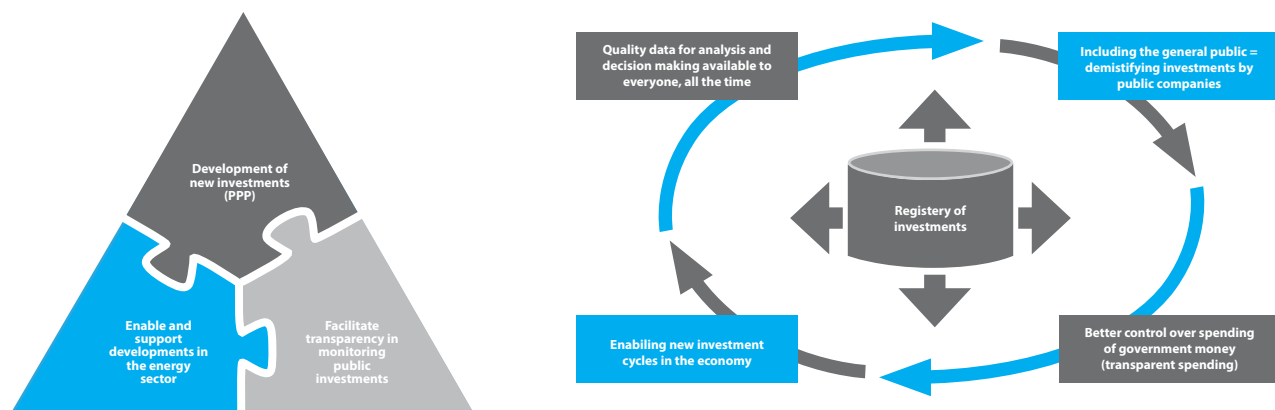 Development of
new investments
(PPP)
Enable and
support
developments in
the energy
sector
Facilitate
transparency in
monitoring
public
investments
Quality data for analysis and
decision making available to
everyone, all the time
Including the general public =
demistifying investments by
public companies
Registery of
investments
Enabiling new investment
cycles in the economy
Better control over spending
of government money
(transparent spending)